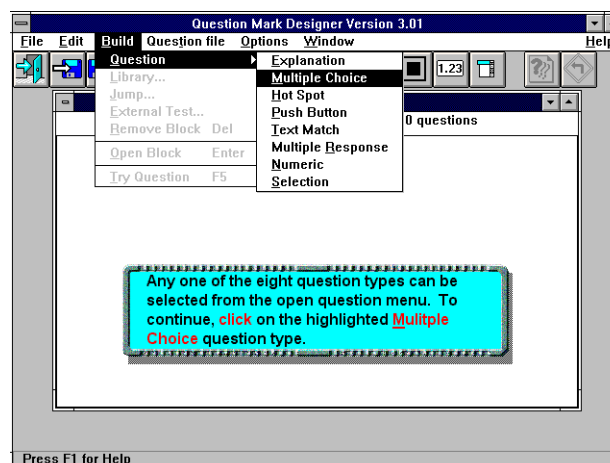 Question Mark Designer Version 3.01
File Edit Build Question file Options Window Help
Question
Library...
Jump...
External Test...
Remove Block Del
Open Block Enter
Try Question F5
Explanation
Multiple Choice
Hot Spot
Push Button
Text Match
Multiple Response
Numeric
Selection
1.23
0 questions
Any one of the eight question types can be
selected from the open question menu. To
continue, click on the highlighted Mulitple
Choice question type.
Press F1 for Help